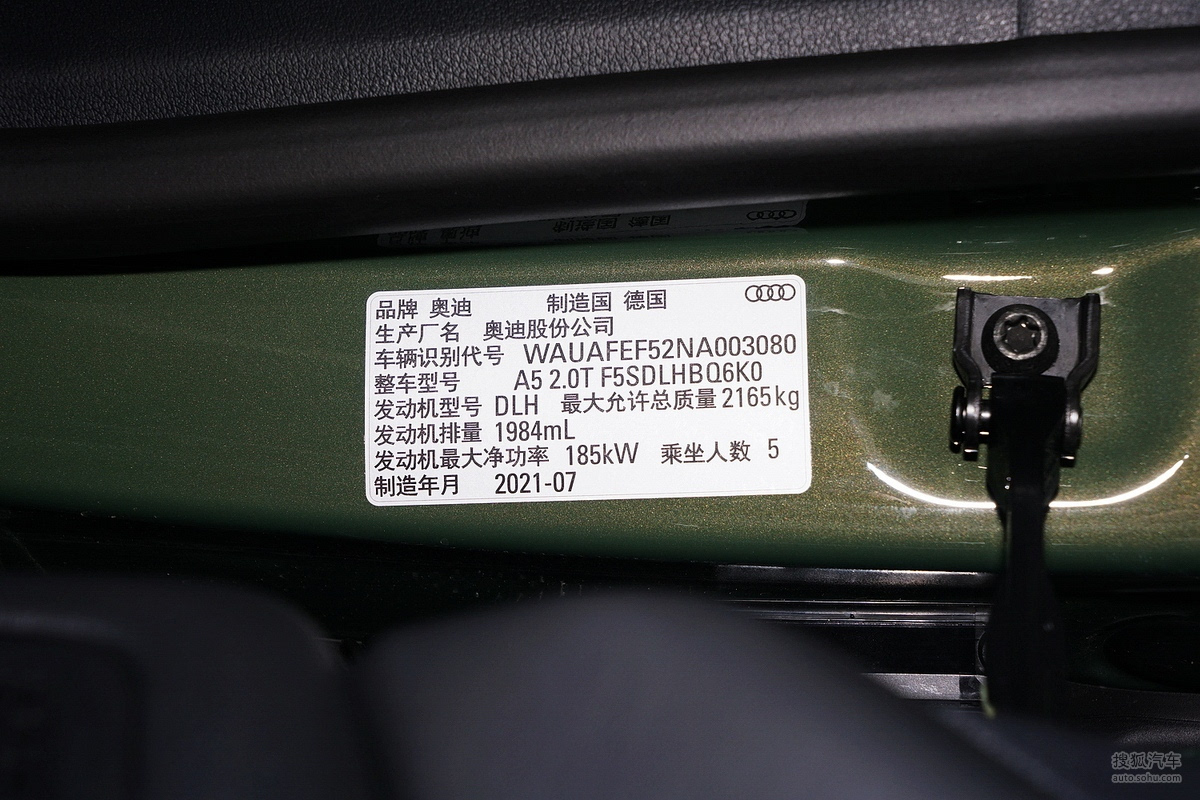 品牌 奥迪 制造国 德国
生产厂名 奥迪股份公司
车辆识别代号 WAUAFEF52NA003080
整车型号 A5 2.0T F5SDLHBQ6K0
发动机型号 DLH 最大允许总质量 2165kg
发动机排量 1984mL
发动机最大净功率 185kW 乘坐人数 5
制造年月 2021-07
搜狐汽车
auto.sohu.com